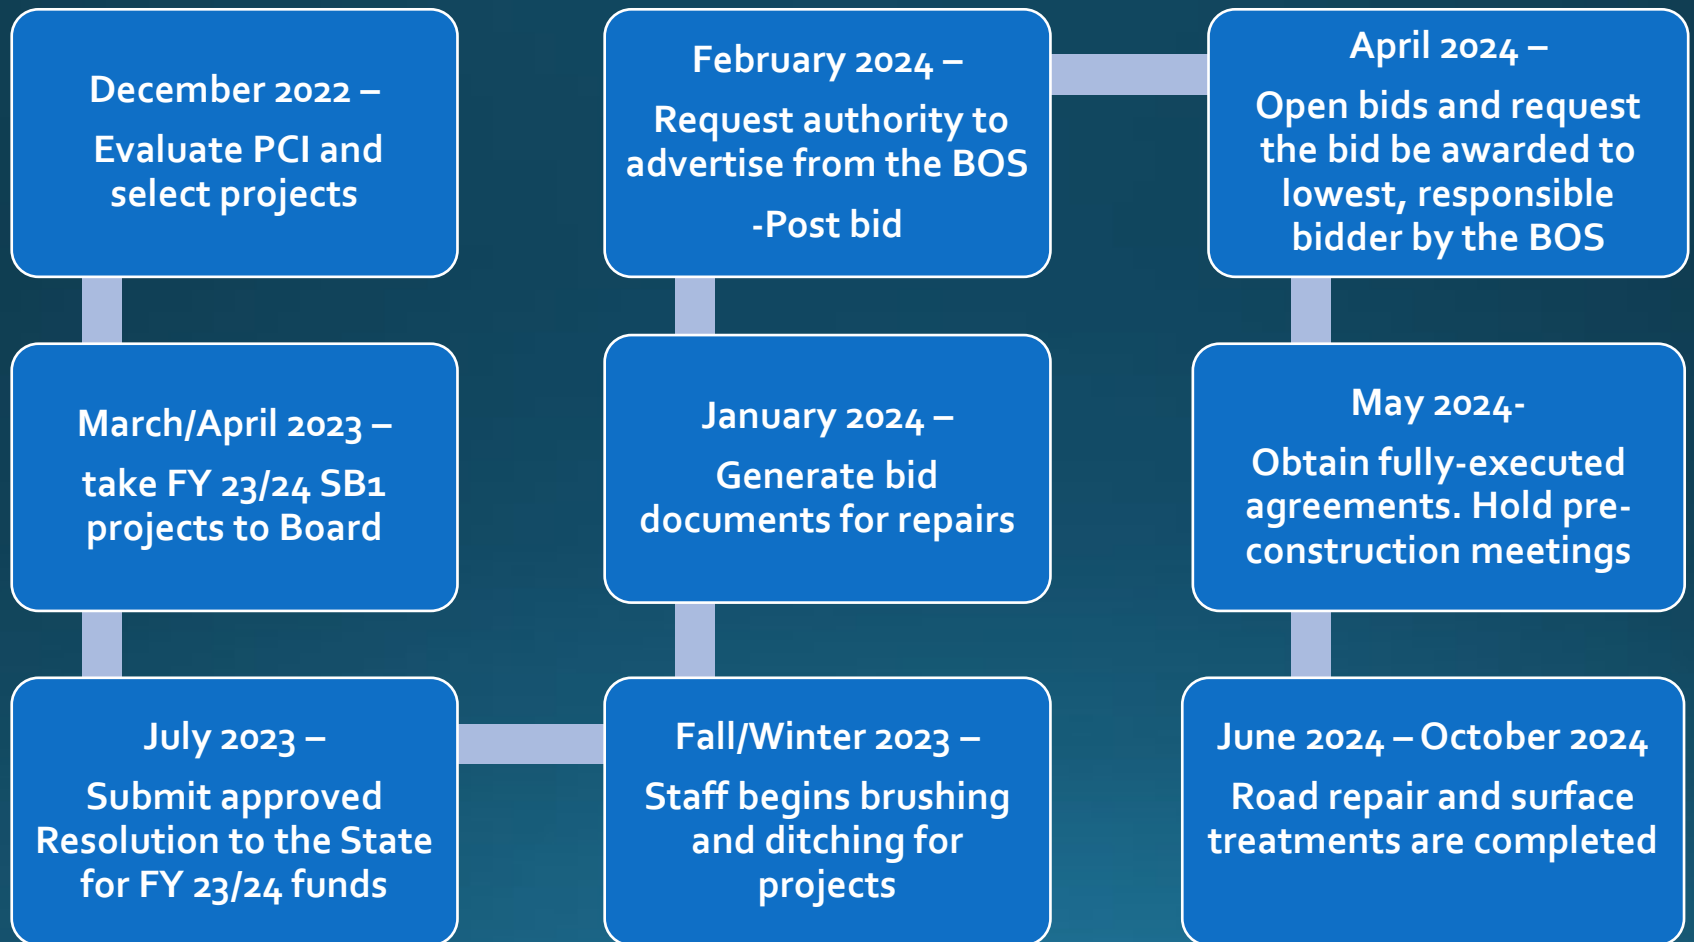 December 2022 –
Evaluate PCI and
select projects
March/April 2023 –
take FY 23/24 SB1
projects to Board
July 2023 –
Submit approved
Resolution to the State
for FY 23/24 funds
Fall/Winter 2023 –
Staff begins brushing
and ditching for
projects
January 2024 –
Generate bid
documents for repairs
February 2024 –
Request authority to
advertise from the BOS
-Post bid
April 2024 –
Open bids and request
the bid be awarded to
lowest, responsible
bidder by the BOS
May 2024-
Obtain fully-executed
agreements. Hold pre-
construction meetings
June 2024 – October 2024
Road repair and surface
treatments are completed